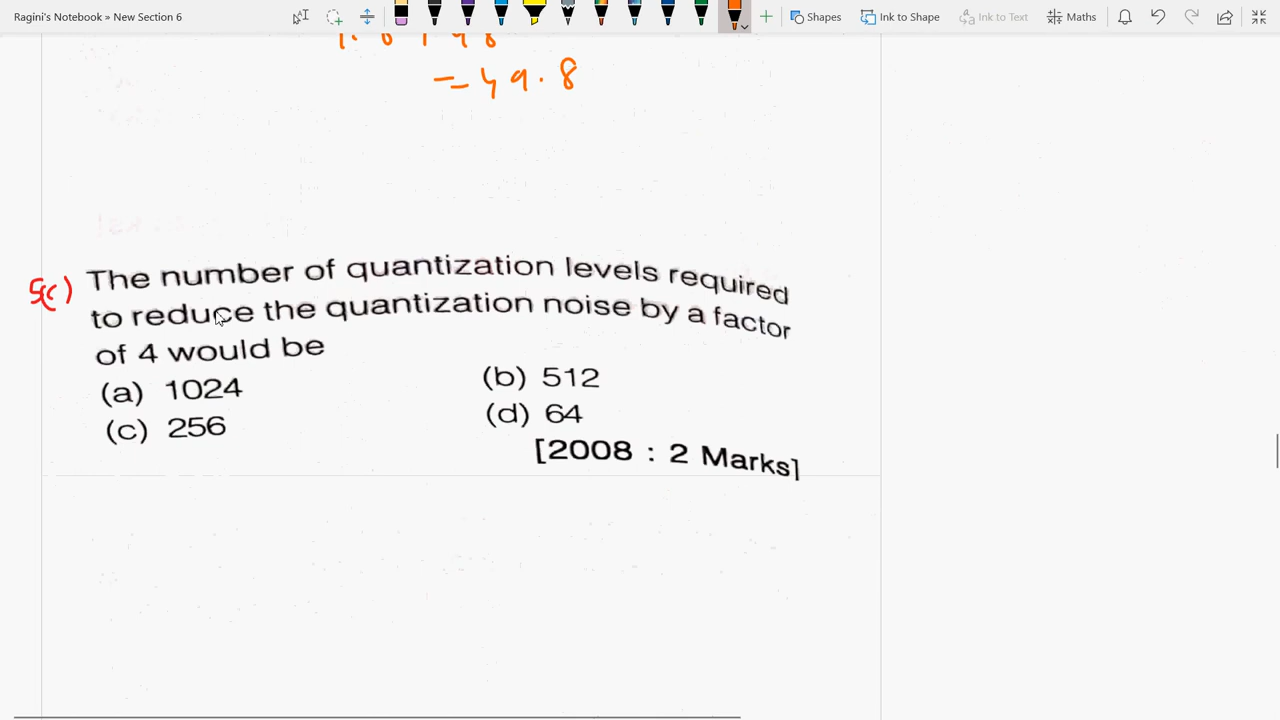 Ragini's Notebook » New Section 6
Shapes
Ink to Shape
Ink to Text
Maths
= 49.8
5(c) The number of quantization levels required
to reduce the quantization noise by a factor
of 4 would be
(a) 1024 (b) 512
(c) 256 (d) 64
[2008 : 2 Marks]